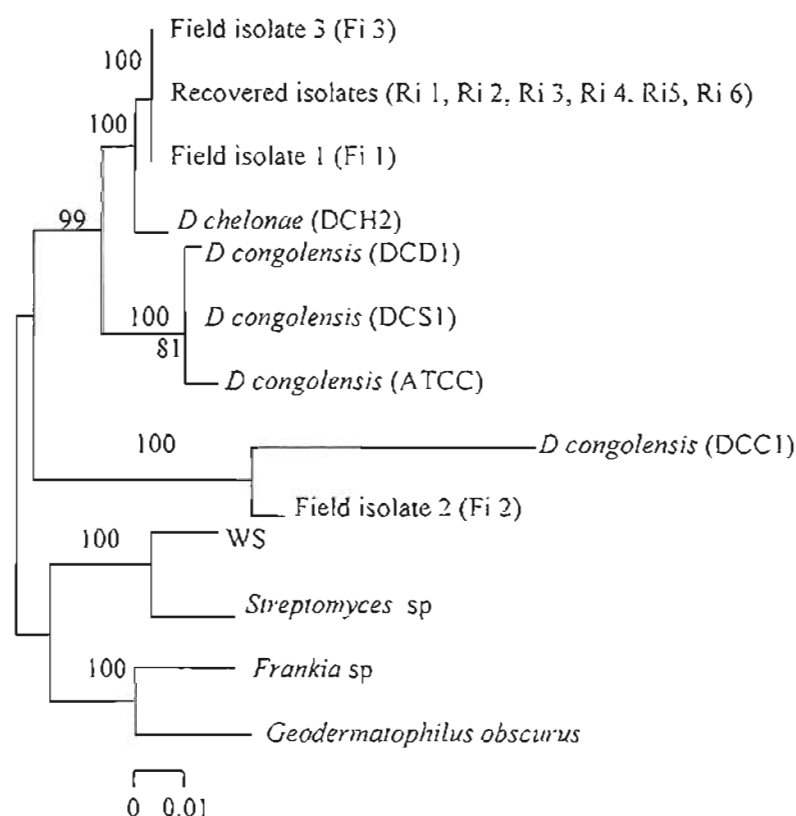 Field isolate 3 (Fi 3)
100
Recovered isolates (Ri 1, Ri 2, Ri 3, Ri 4, Ri5, Ri 6)
100
Field isolate 1 (Fi 1)
99
D chelonae (DCH2)
D congolensis (DCD1)
100
D congolensis (DCS1)
81
D congolensis (ATCC)
100
D congolensis (DCC1)
Field isolate 2 (Fi 2)
100
WS
Streptomyces sp
100
Frankia sp
Geodermatophilus obscurus
0 0.01